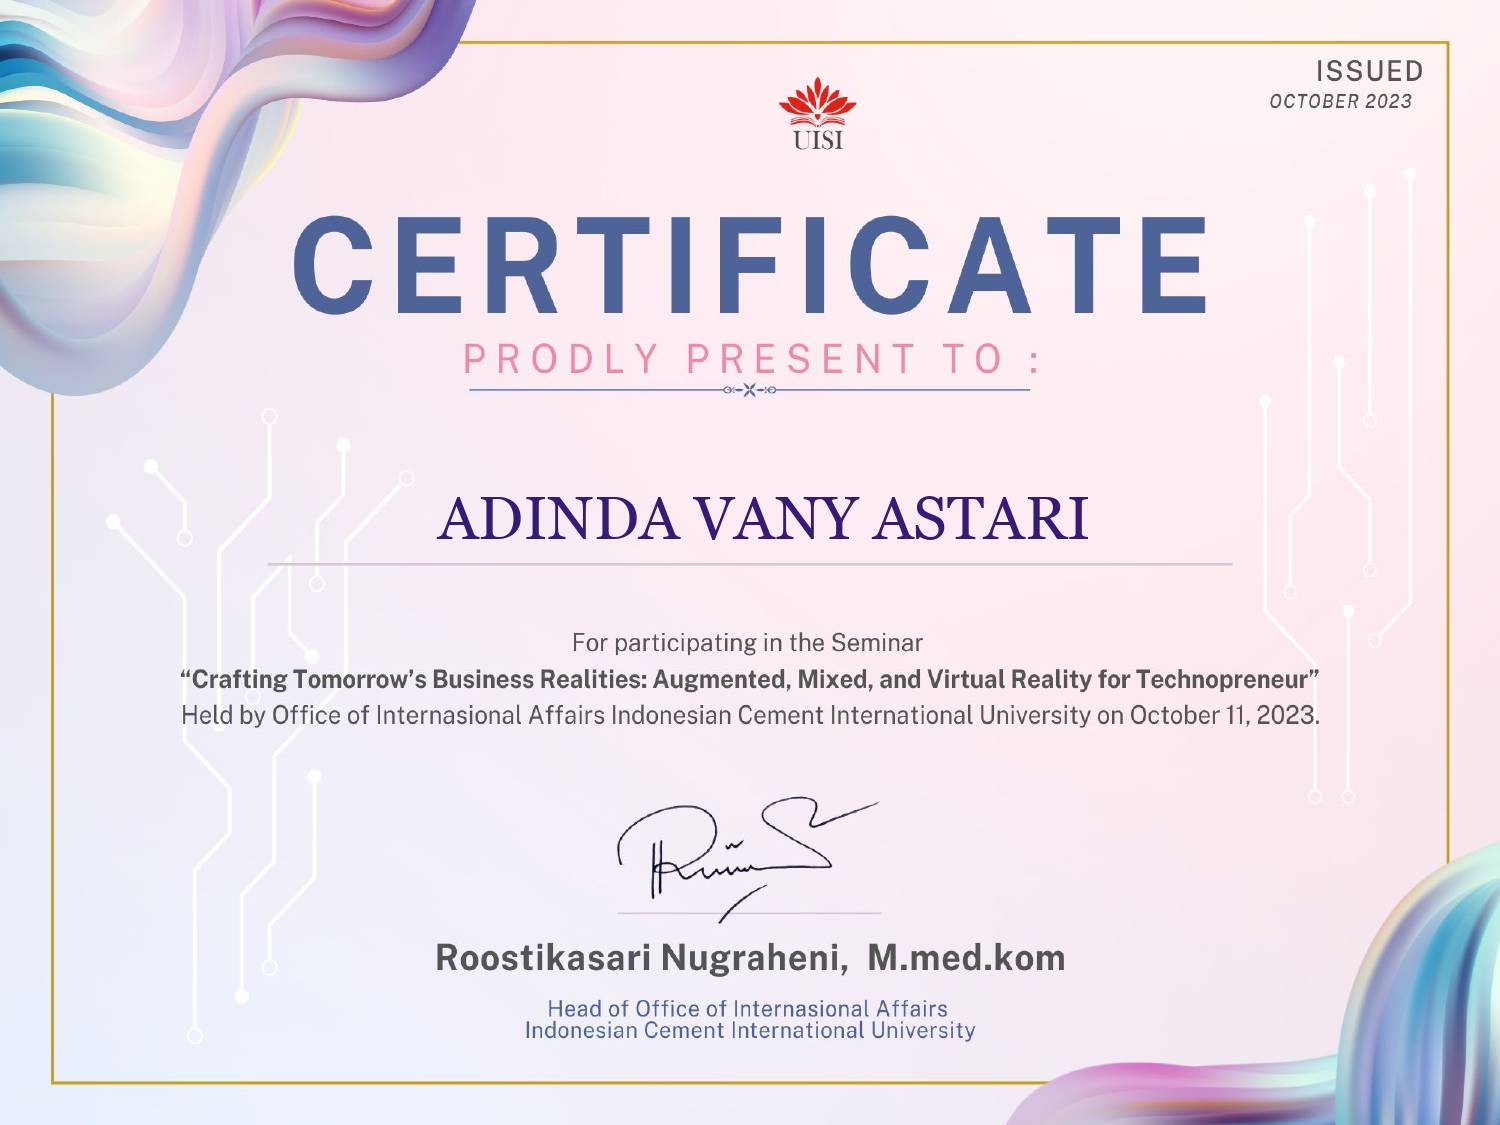 ISSUED
OCTOBER 2023
UISI
CERTIFICATE
PRODLY PRESENT TO :
ADINDA VANY ASTARI
For participating in the Seminar
“Crafting Tomorrow’s Business Realities: Augmented, Mixed, and Virtual Reality for Technopreneur”
Held by Office of Internasional Affairs Indonesian Cement International University on October 11, 2023.
Roostikasari Nugraheni, M.med.kom
Head of Office of Internasional Affairs
Indonesian Cement International University